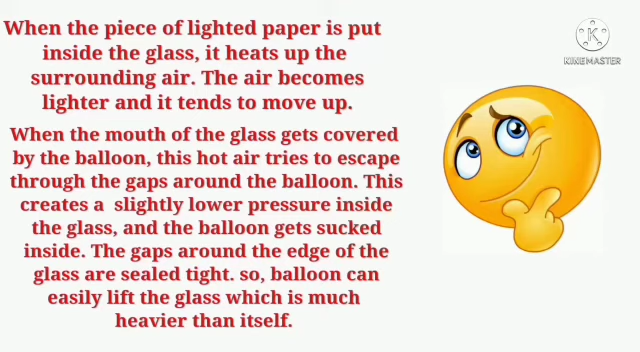 When the piece of lighted paper is put
inside the glass, it heats up the
surrounding air. The air becomes
lighter and it tends to move up.
When the mouth of the glass gets covered
by the balloon, this hot air tries to escape
through the gaps around the balloon. This
creates a slightly lower pressure inside
the glass, and the balloon gets sucked
inside. The gaps around the edge of the
glass are sealed tight. so, balloon can
easily lift the glass which is much
heavier than itself.
K
KINEMASTER